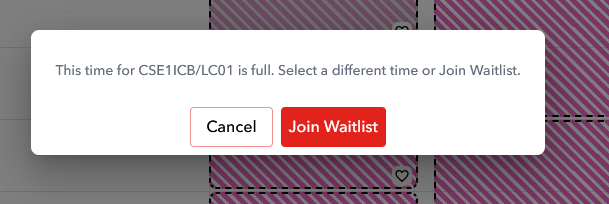 This time for CSE1ICB/LC01 is full. Select a different time or Join Waitlist.
Cancel
Join Waitlist